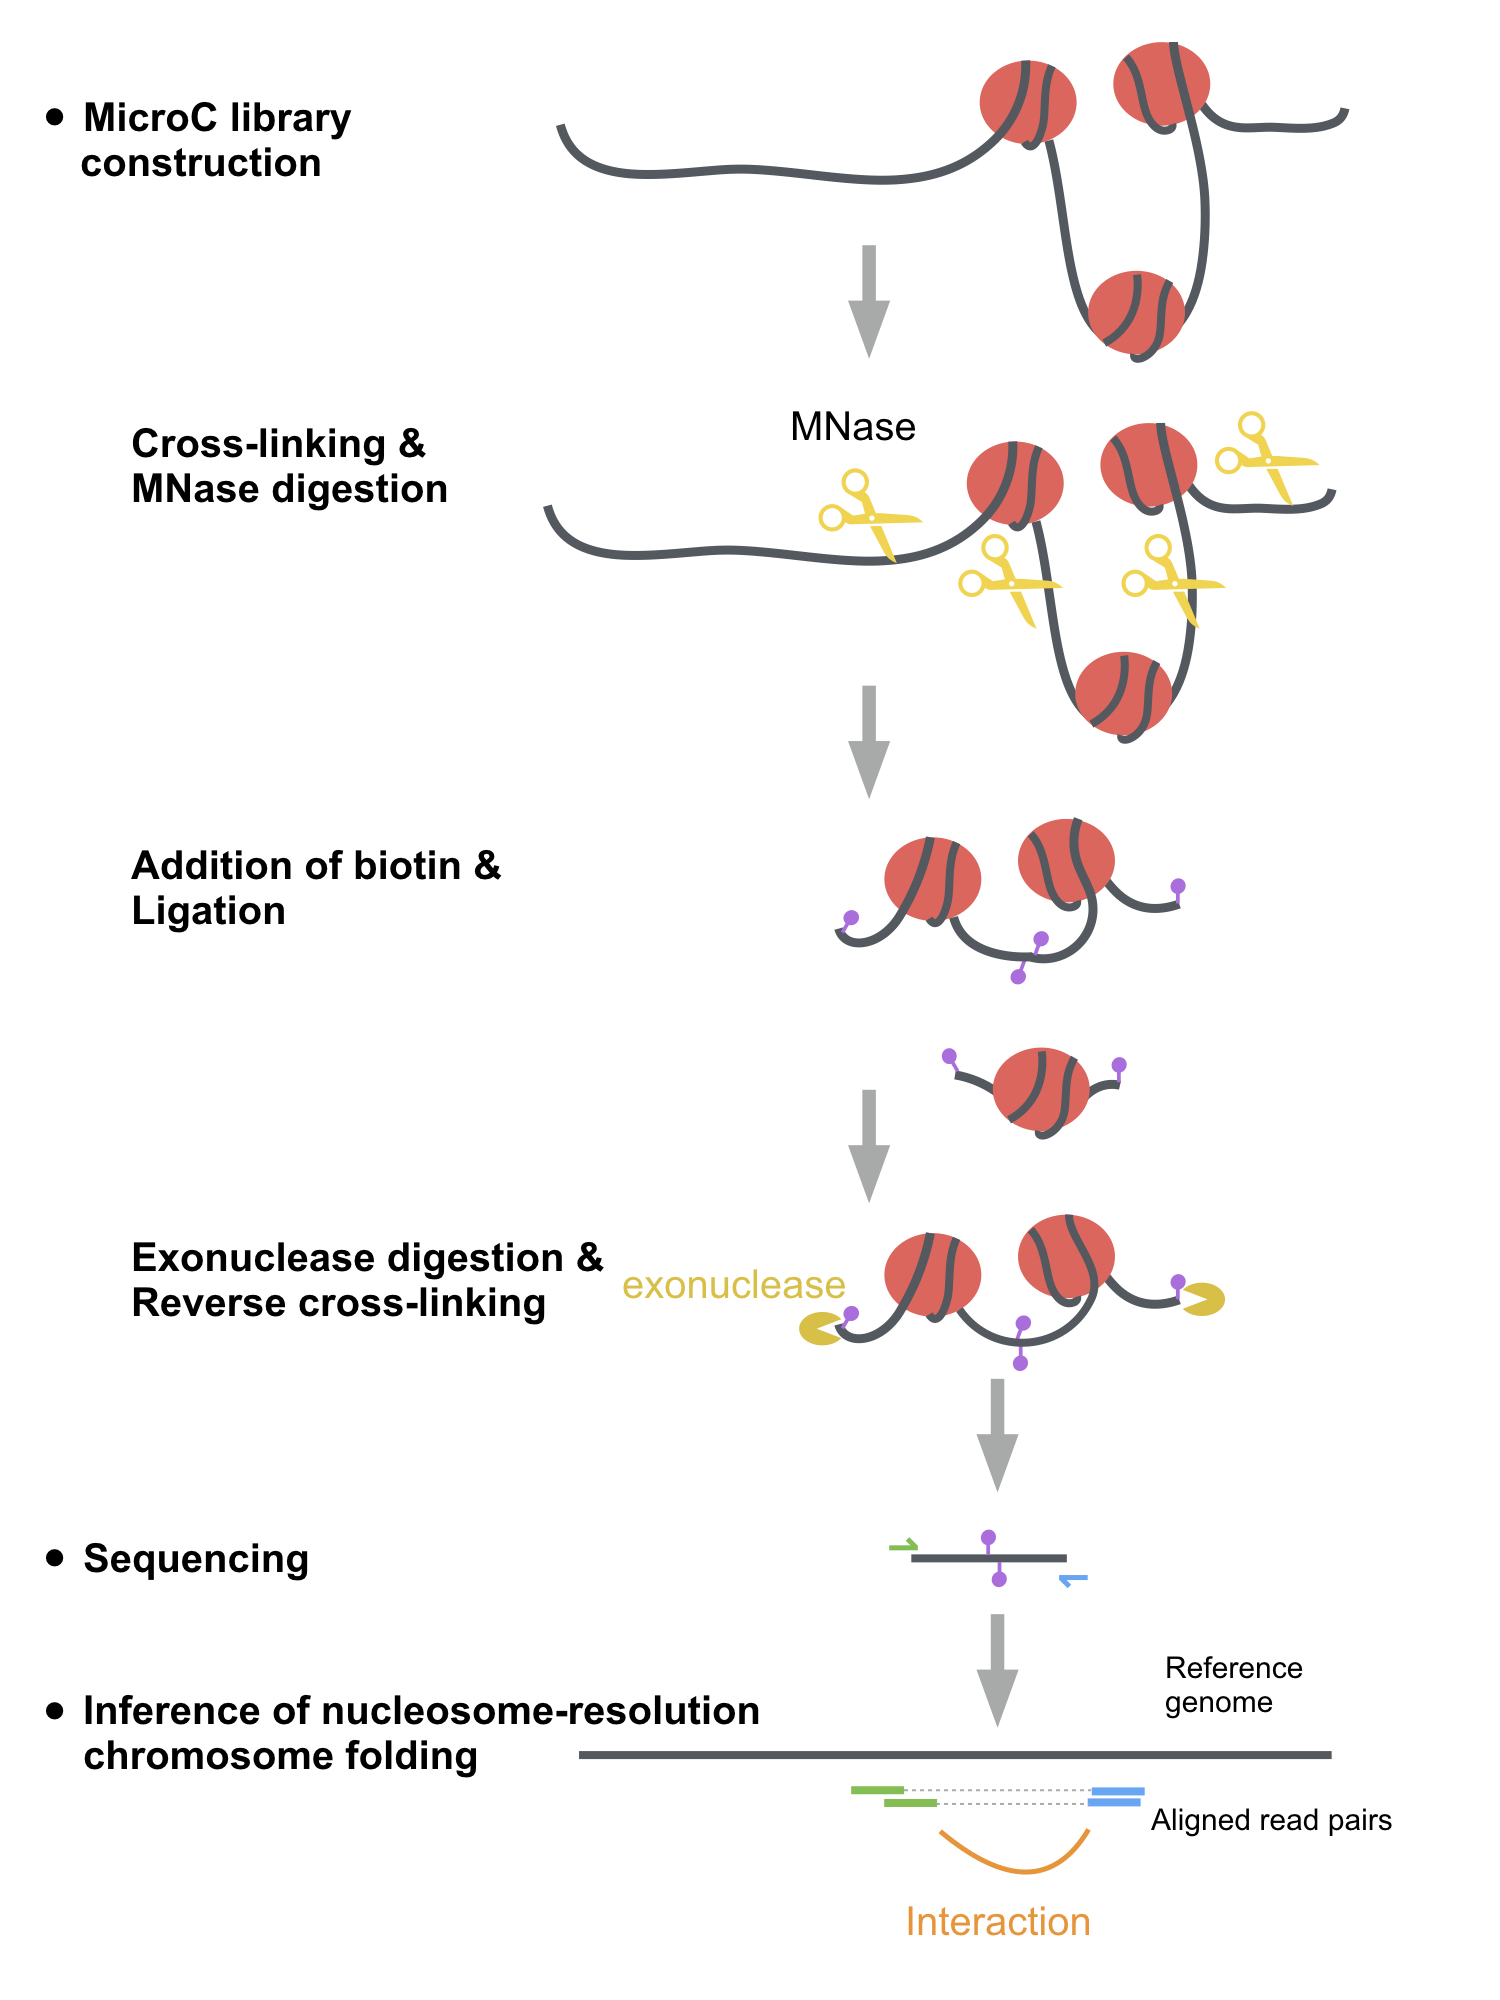 • MicroC library
construction
Cross-linking &
MNase digestion
MNase
Addition of biotin &
Ligation
Exonuclease digestion &
Reverse cross-linking
exonuclease
• Sequencing
• Inference of nucleosome-resolution
chromosome folding
Reference
genome
Aligned read pairs
Interaction